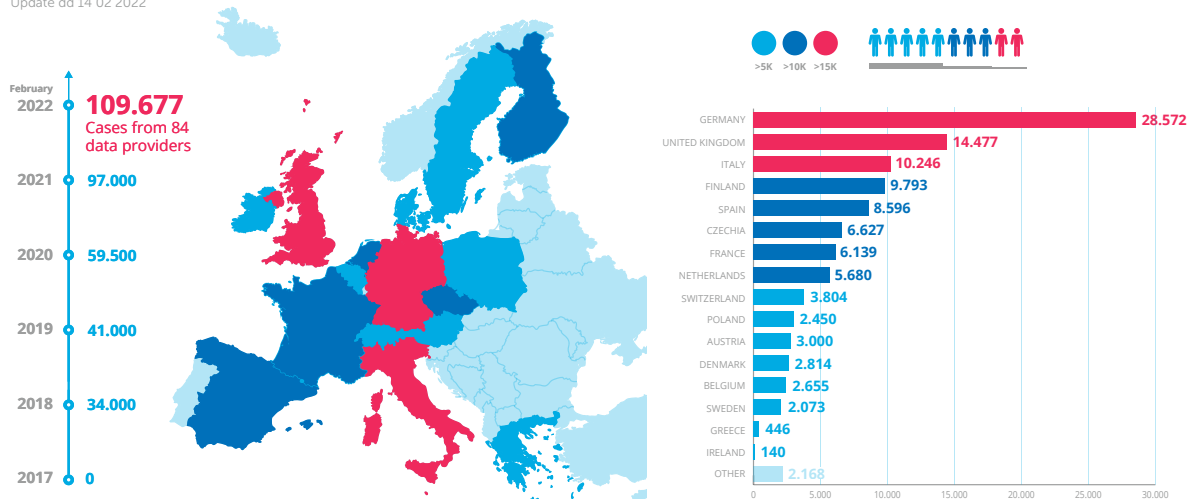 Update dd 14 02 2022
February
2022
109.677
Cases from 84
data providers
2021
97.000
2020
59.500
2019
41.000
2018
34.000
2017
0
>5K
>10K
>15K
GERMANY
28.572
UNITED KINGDOM
14.477
ITALY
10.246
FINLAND
9.793
SPAIN
8.596
CZECHIA
6.627
FRANCE
6.139
NETHERLANDS
5.680
SWITZERLAND
3.804
POLAND
2.450
AUSTRIA
3.000
DENMARK
2.814
BELGIUM
2.655
SWEDEN
2.073
GREECE
446
IRELAND
140
OTHER
2.168
0
5.000
10.000
15.000
20.000
25.000
30.000